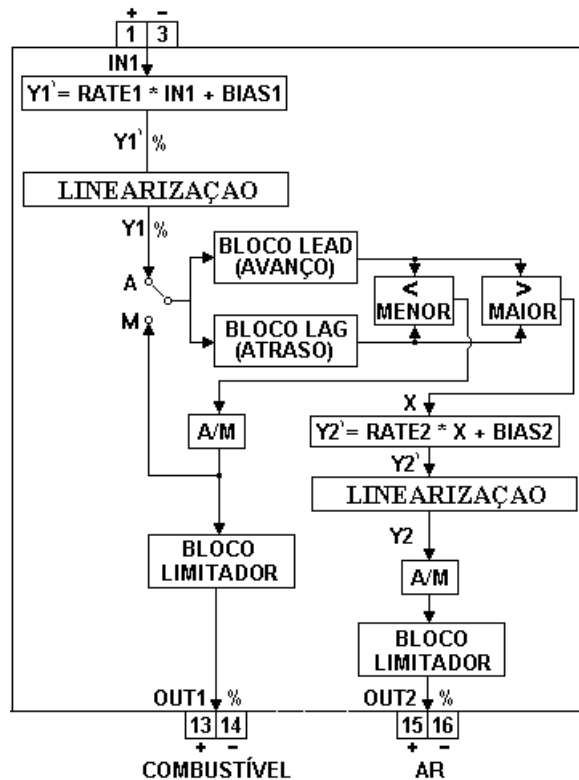 + −
1 3
IN1
Y1`= RATE1 * IN1 + BIAS1
Y1` %
LINEARIZAÇAO
Y1 %
A
M
BLOCO LEAD
(AVANÇO)
BLOCO LAG
(ATRASO)
<
MENOR
>
MAIOR
A/M
X
Y2`= RATE2 * X + BIAS2
Y2`
LINEARIZAÇAO
Y2
A/M
BLOCO
LIMITADOR
BLOCO
LIMITADOR
OUT1 %
OUT2 %
13 14
15 16
+ −
+ −
COMBUSTÍVEL
AR